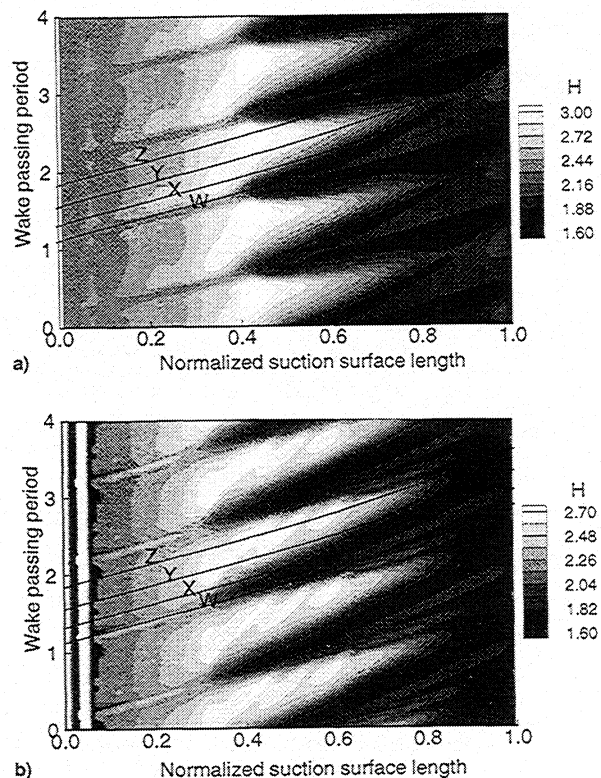 4
3
2
1
0
Wake passing period
Z
Y
X
W
H
3.00
2.72
2.44
2.16
1.88
1.60
0.0 0.2 0.4 0.6 0.8 1.0
a) Normalized suction surface length
4
3
2
1
0
Wake passing period
Z
Y
X
W
H
2.70
2.48
2.26
2.04
1.82
1.60
0.0 0.2 0.4 0.6 0.8 1.0
b) Normalized suction surface length